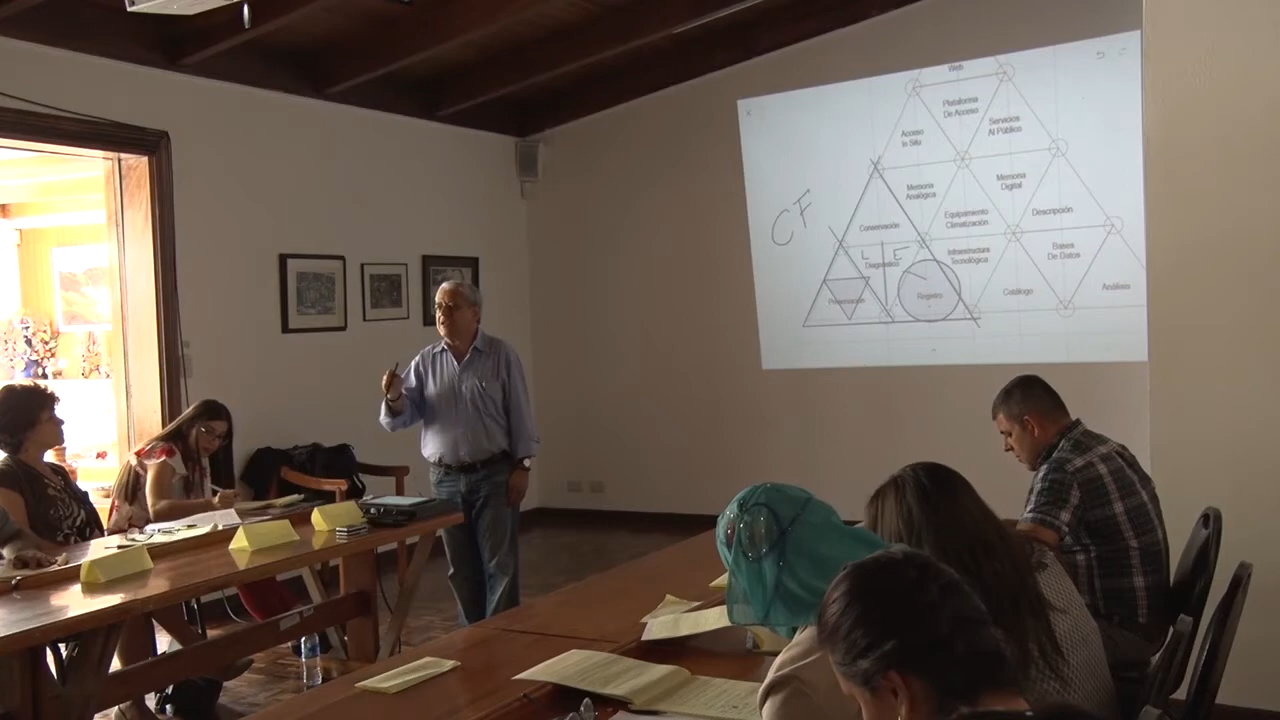 Web
Plataforma
De Acceso
Acceso
In Situ
Servicios
Al Público
Memoria
Analógica
Memoria
Digital
CF
Conservación
Equipamiento
Climatización
Descripción
L E
Diagnóstico
Infraestructura
Tecnológica
Bases
De Datos
Preservación
Registro
Catálogo
Análisis